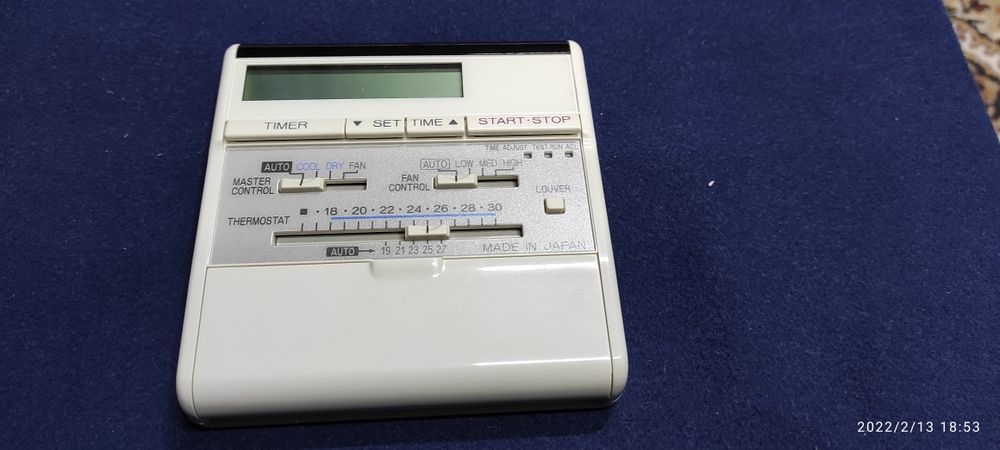 TIMER ▼ SET TIME ▲ START·STOP
TIME ADJUST TEST RUN ACL
AUTO COOL DRY FAN
MASTER CONTROL
AUTO LOW MED HIGH
FAN CONTROL
LOUVER
THERMOSTAT
■ · 18 · 20 · 22 · 24 · 26 · 28 · 30
AUTO → 19 21 23 25 27
MADE IN JAPAN
2022/2/13 18:53